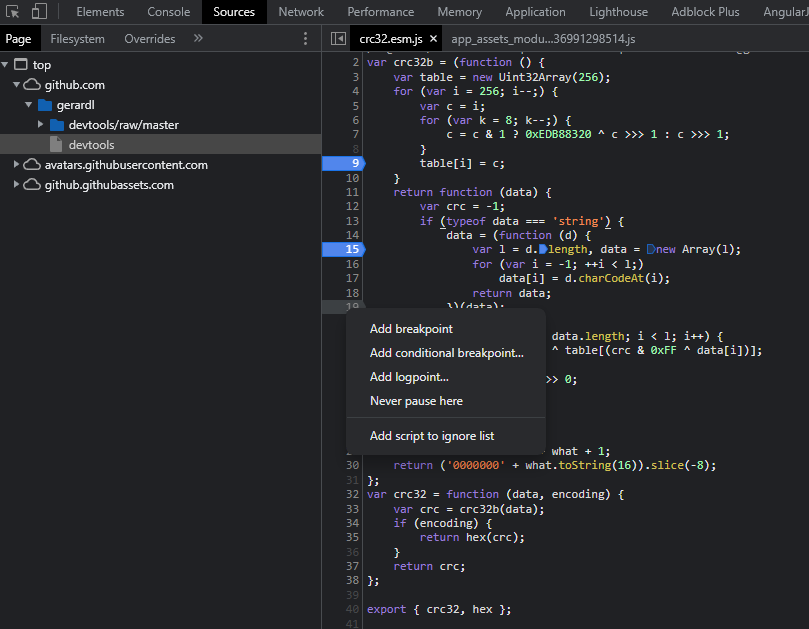 Elements Console Sources Network Performance Memory Application Lighthouse Adblock Plus Angular
Page Filesystem Overrides »
crc32.esm.js × app_assets_modu...36991298514.js
top
github.com
gerardl
devtools/raw/master
devtools
avatars.githubusercontent.com
github.githubassets.com
2 var crc32b = (function () {
3 var table = new Uint32Array(256);
4 for (var i = 256; i--;) {
5 var c = i;
6 for (var k = 8; k--;) {
7 c = c & 1 ? 0xEDB88320 ^ c >>> 1 : c >>> 1;
8 }
9 table[i] = c;
10 }
11 return function (data) {
12 var crc = -1;
13 if (typeof data === 'string') {
14 data = (function (d) {
15 var l = d.length, data = new Array(l);
16 for (var i = -1; ++i < l;)
17 data[i] = d.charCodeAt(i);
18 return data;
19 })(data);
Add breakpoint
data.length; i < l; i++) {
Add conditional breakpoint...
^ table[(crc & 0xFF ^ data[i])];
Add logpoint...
>> 0;
Never pause here
Add script to ignore list
what + 1;
30 return ('0000000' + what.toString(16)).slice(-8);
31 };
32 var crc32 = function (data, encoding) {
33 var crc = crc32b(data);
34 if (encoding) {
35 return hex(crc);
36 }
37 return crc;
38 };
39
40 export { crc32, hex };
41